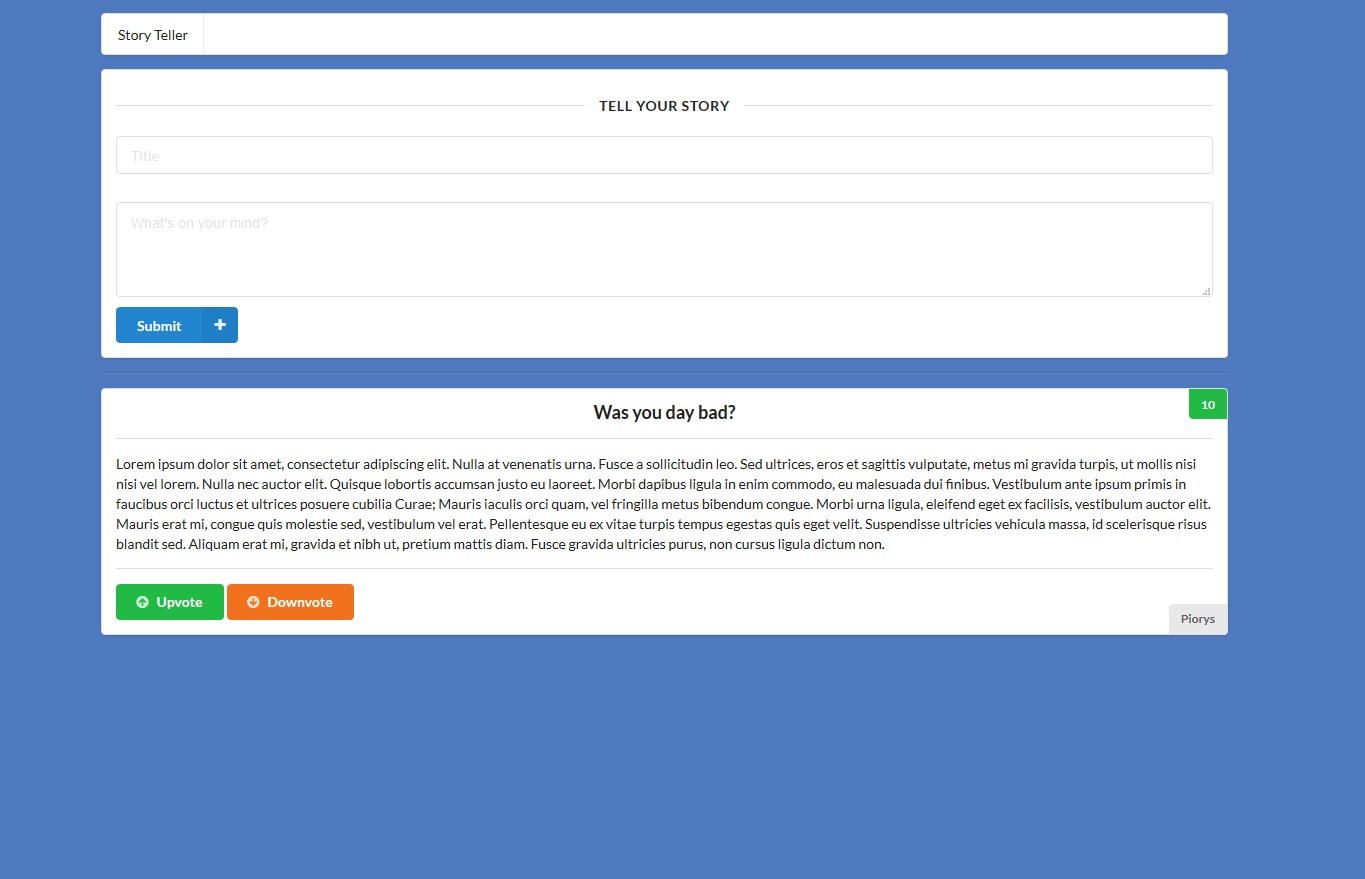 Story Teller
TELL YOUR STORY
Title
What's on your mind?
Submit
Was you day bad?
10
Lorem ipsum dolor sit amet, consectetur adipiscing elit. Nulla at venenatis urna. Fusce a sollicitudin leo. Sed ultrices, eros et sagittis vulputate, metus mi gravida turpis, ut mollis nisi
nisi vel lorem. Nulla nec auctor elit. Quisque lobortis accumsan justo eu laoreet. Morbi dapibus ligula in enim commodo, eu malesuada dui finibus. Vestibulum ante ipsum primis in
faucibus orci luctus et ultrices posuere cubilia Curae; Mauris iaculis orci quam, vel fringilla metus bibendum congue. Morbi urna ligula, eleifend eget ex facilisis, vestibulum auctor elit.
Mauris erat mi, congue quis molestie sed, vestibulum vel erat. Pellentesque eu ex vitae turpis tempus egestas quis eget velit. Suspendisse ultricies vehicula massa, id scelerisque risus
blandit sed. Aliquam erat mi, gravida et nibh ut, pretium mattis diam. Fusce gravida ultricies purus, non cursus ligula dictum non.
Upvote Downvote
Piorys